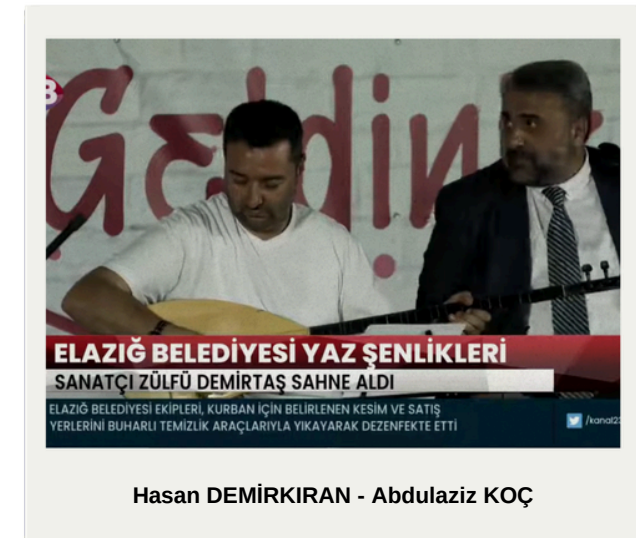 Geldin
ELAZIĞ BELEDİYESİ YAZ ŞENLİKLERİ
SANATÇI ZÜLFÜ DEMİRTAŞ SAHNE ALDI
ELAZIĞ BELEDİYESİ EKİPLERİ, KURBAN İÇİN BELİRLENEN KESİM VE SATIŞ
YERLERİNİ BUHARLI TEMİZLİK ARAÇLARIYLA YIKAYARAK DEZENFEKTE ETTİ
/kanal23
Hasan DEMİRKIRAN - Abdulaziz KOÇ